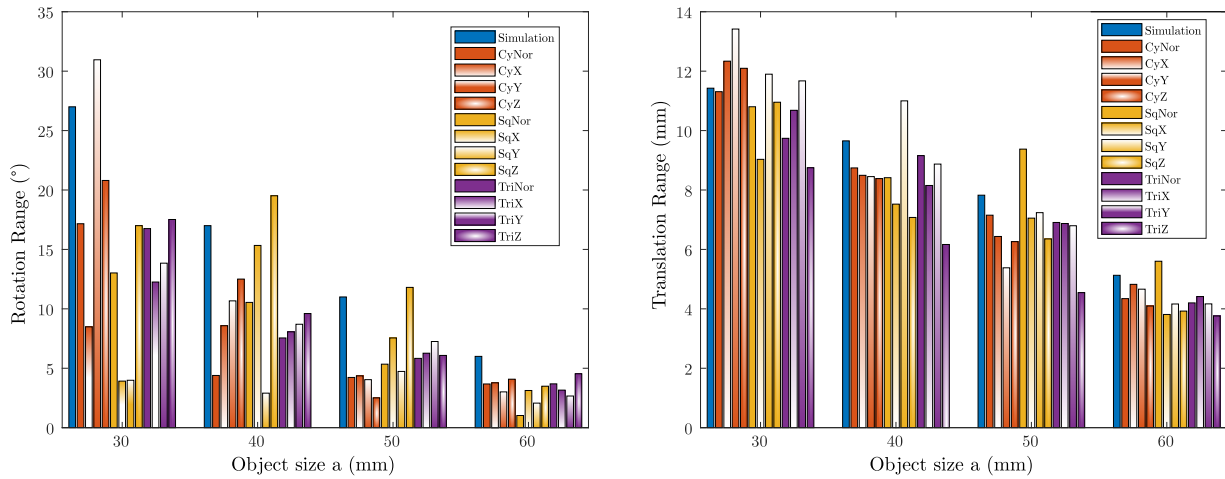 35
30
25
20
15
10
5
0
Rotation Range (°)
30 40 50 60
Object size a (mm)
Simulation
CyNor
CyX
CyY
CyZ
SqNor
SqX
SqY
SqZ
TriNor
TriX
TriY
TriZ
14
12
10
8
6
4
2
0
Translation Range (mm)
30 40 50 60
Object size a (mm)
Simulation
CyNor
CyX
CyY
CyZ
SqNor
SqX
SqY
SqZ
TriNor
TriX
TriY
TriZ